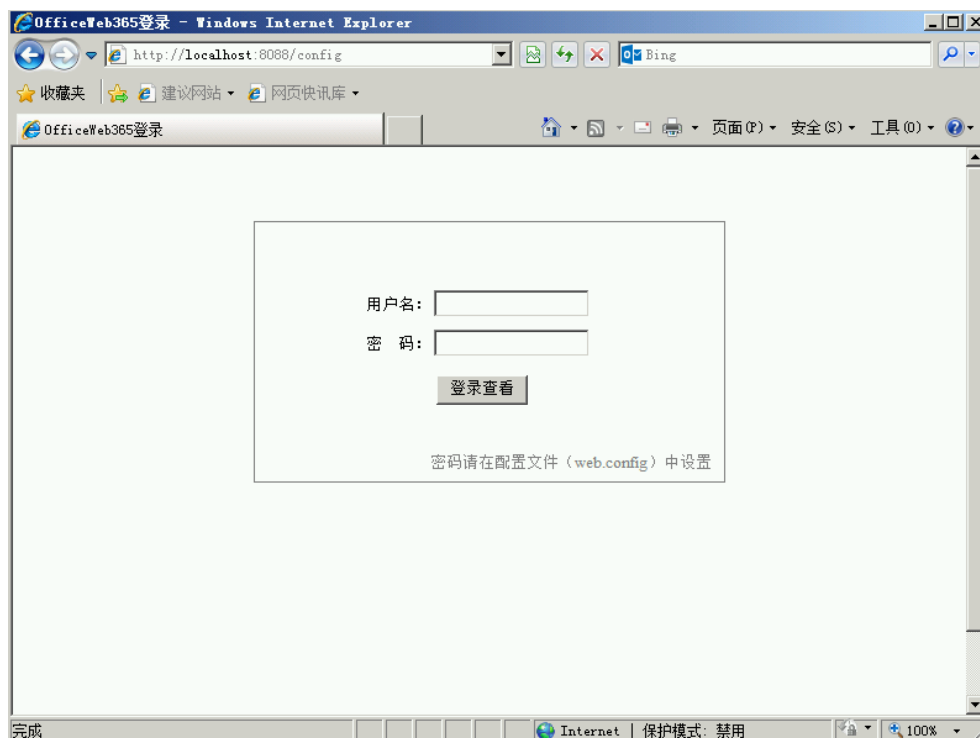 OfficeWeb365登录 - Windows Internet Explorer
http://localhost:8088/config
Bing
收藏夹 建议网站 网页快讯库
OfficeWeb365登录 页面(P) 安全(S) 工具(O)
用户名：
密 码：
登录查看
密码请在配置文件（web.config）中设置
完成 Internet | 保护模式: 禁用 100%